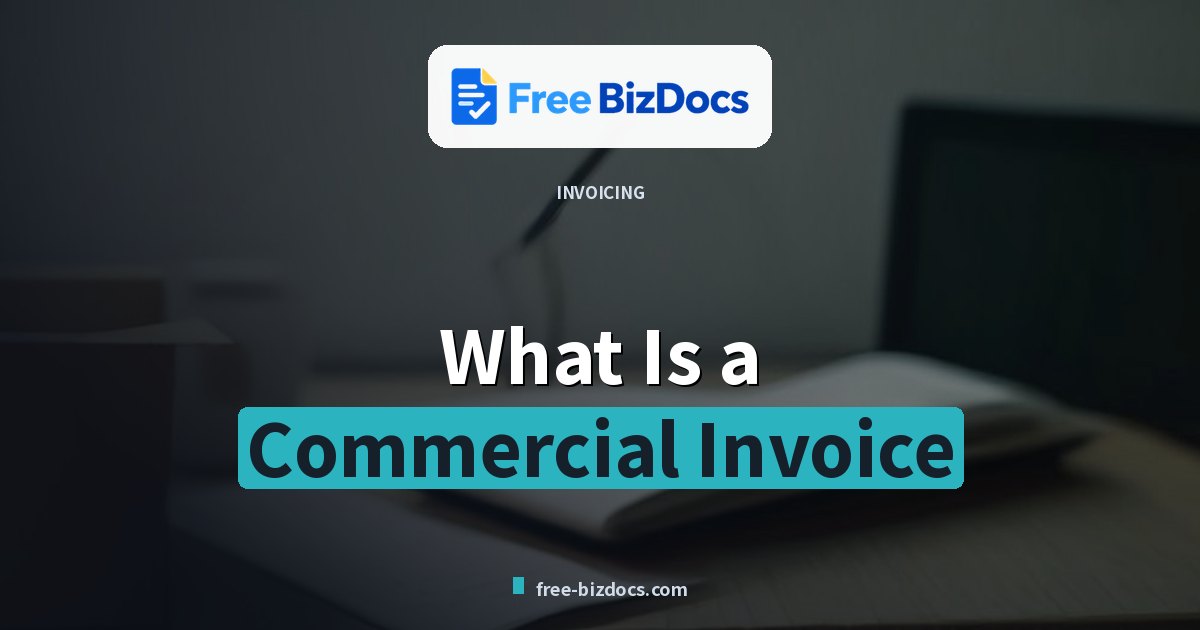 Free BizDocs
INVOICING
What Is a
Commercial Invoice
free-bizdocs.com